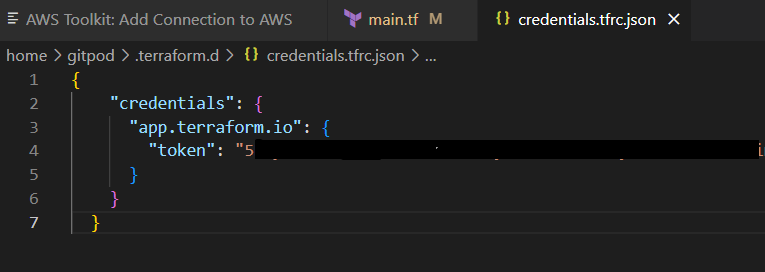 AWS Toolkit: Add Connection to AWS main.tf M credentials.tfrc.json
home > gitpod > .terraform.d > {} credentials.tfrc.json > ...
1 {
2 "credentials": {
3 "app.terraform.io": {
4 "token": "5
5 }
6 }
7 }